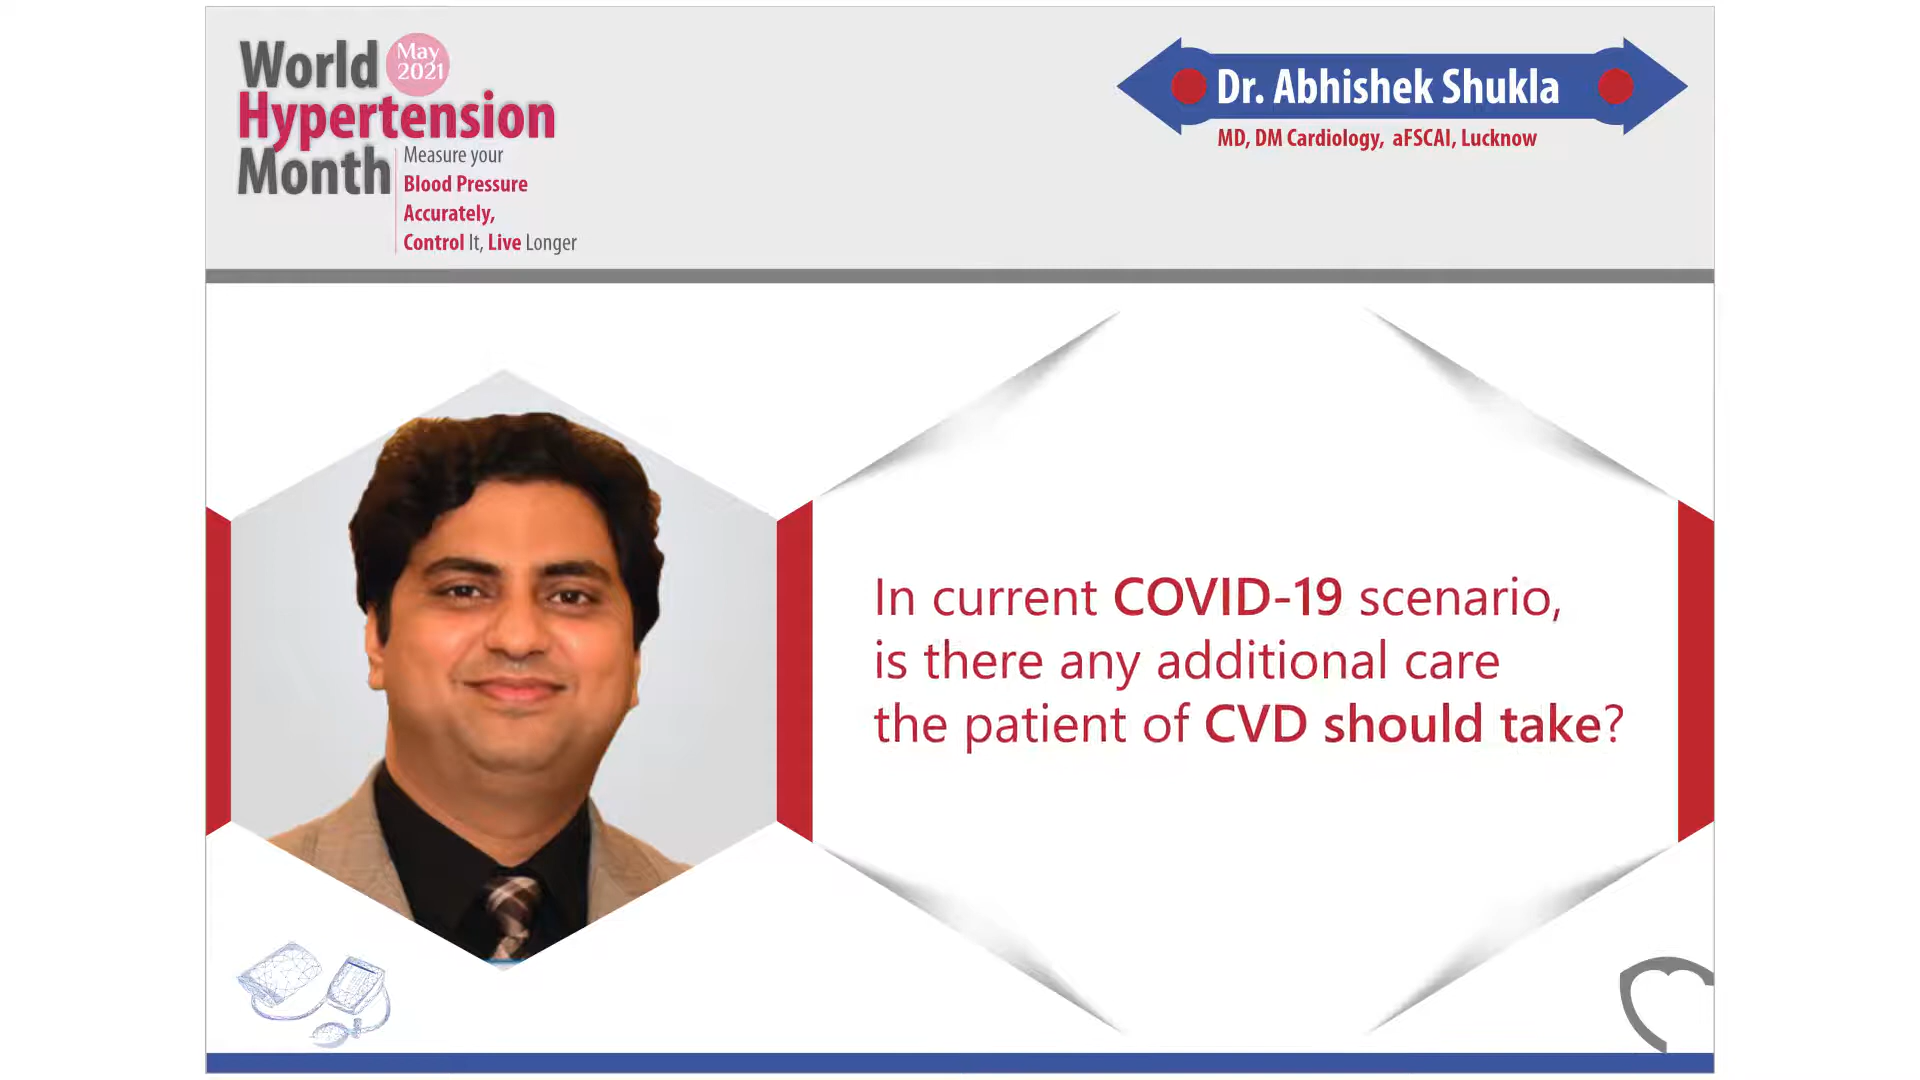 World
May
2021
Hypertension
Month
Measure your
Blood Pressure
Accurately,
Control It, Live Longer
Dr. Abhishek Shukla
MD, DM Cardiology, aFSCAI, Lucknow
In current COVID-19 scenario,
is there any additional care
the patient of CVD should take?